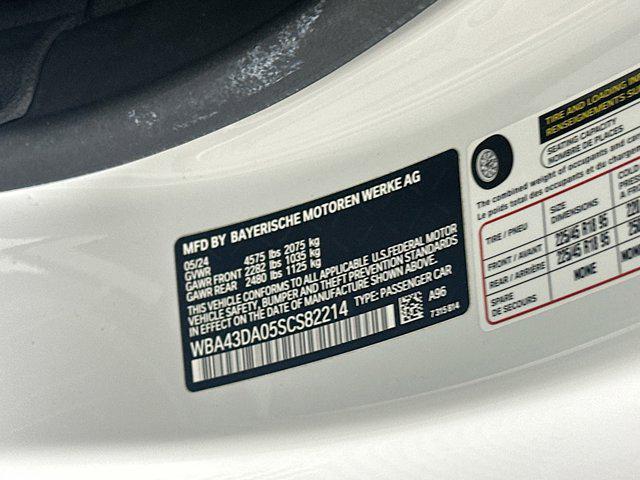 MFD BY BAYERISCHE MOTOREN WERKE AG
05/24 4575 lbs 2075 kg
GVWR
GAWR FRONT 2282 lbs 1035 kg
GAWR REAR 2480 lbs 1125 kg
THIS VEHICLE CONFORMS TO ALL APPLICABLE U.S.FEDERAL MOTOR
VEHICLE SAFETY, BUMPER AND THEFT PREVENTION STANDARDS
IN EFFECT ON THE DATE OF MANUFACTURE SHOWN ABOVE.
WBA43DA05SCS82214 TYPE: PASSENGER CAR
A96
7315814
TIRE AND LOADING
RENSEIGNEMENTS
SEATING CAPACITY
NOMBRE DE PLACES
The combined weight of occupants and
Le poids total des occupants et du
TIRE / PNEU SIZE DIMENSIONS COLD
FRONT / AVANT 225/45 R18 95
REAR / ARRIÈRE 225/45 R18 95
SPARE DE SECOURS NONE